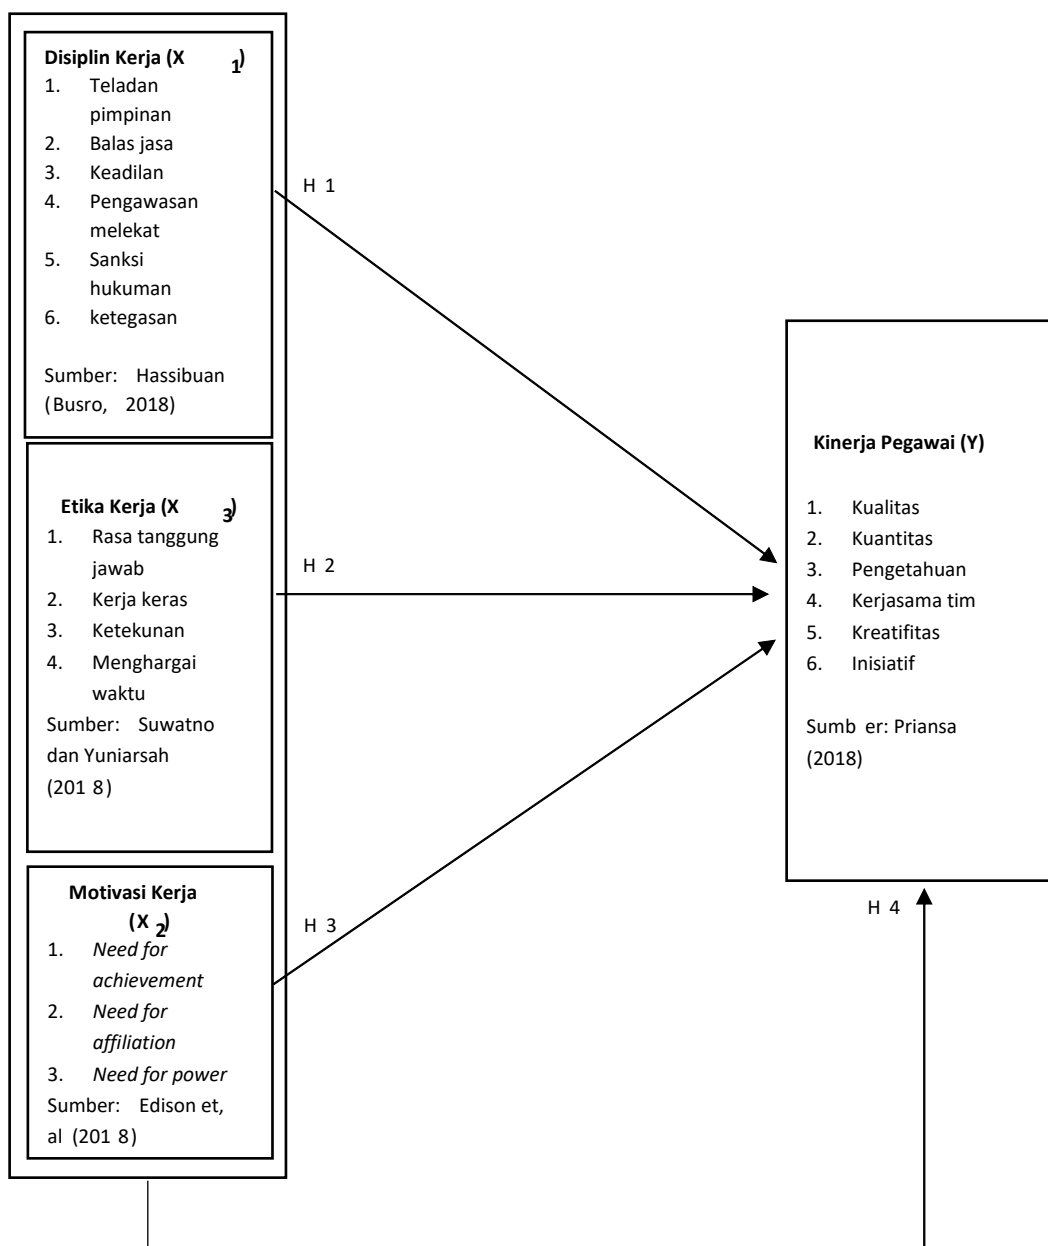 Disiplin Kerja (X 1)
1. Teladan
pimpinan
2. Balas jasa
3. Keadilan
4. Pengawasan
melekat
5. Sanksi
hukuman
6. ketegasan
Sumber: Hassibuan
(Busro, 2018)
H 1
Etika Kerja (X 3)
1. Rasa tanggung
jawab
2. Kerja keras
3. Ketekunan
4. Menghargai
waktu
Sumber: Suwatno
dan Yuniarsah
(201 8)
H 2
Motivasi Kerja
(X 2)
1. Need for
achievement
2. Need for
affiliation
3. Need for power
Sumber: Edison et,
al (201 8)
H 3
Kinerja Pegawai (Y)
1. Kualitas
2. Kuantitas
3. Pengetahuan
4. Kerjasama tim
5. Kreatifitas
6. Inisiatif
Sumb er: Priansa
(2018)
H 4